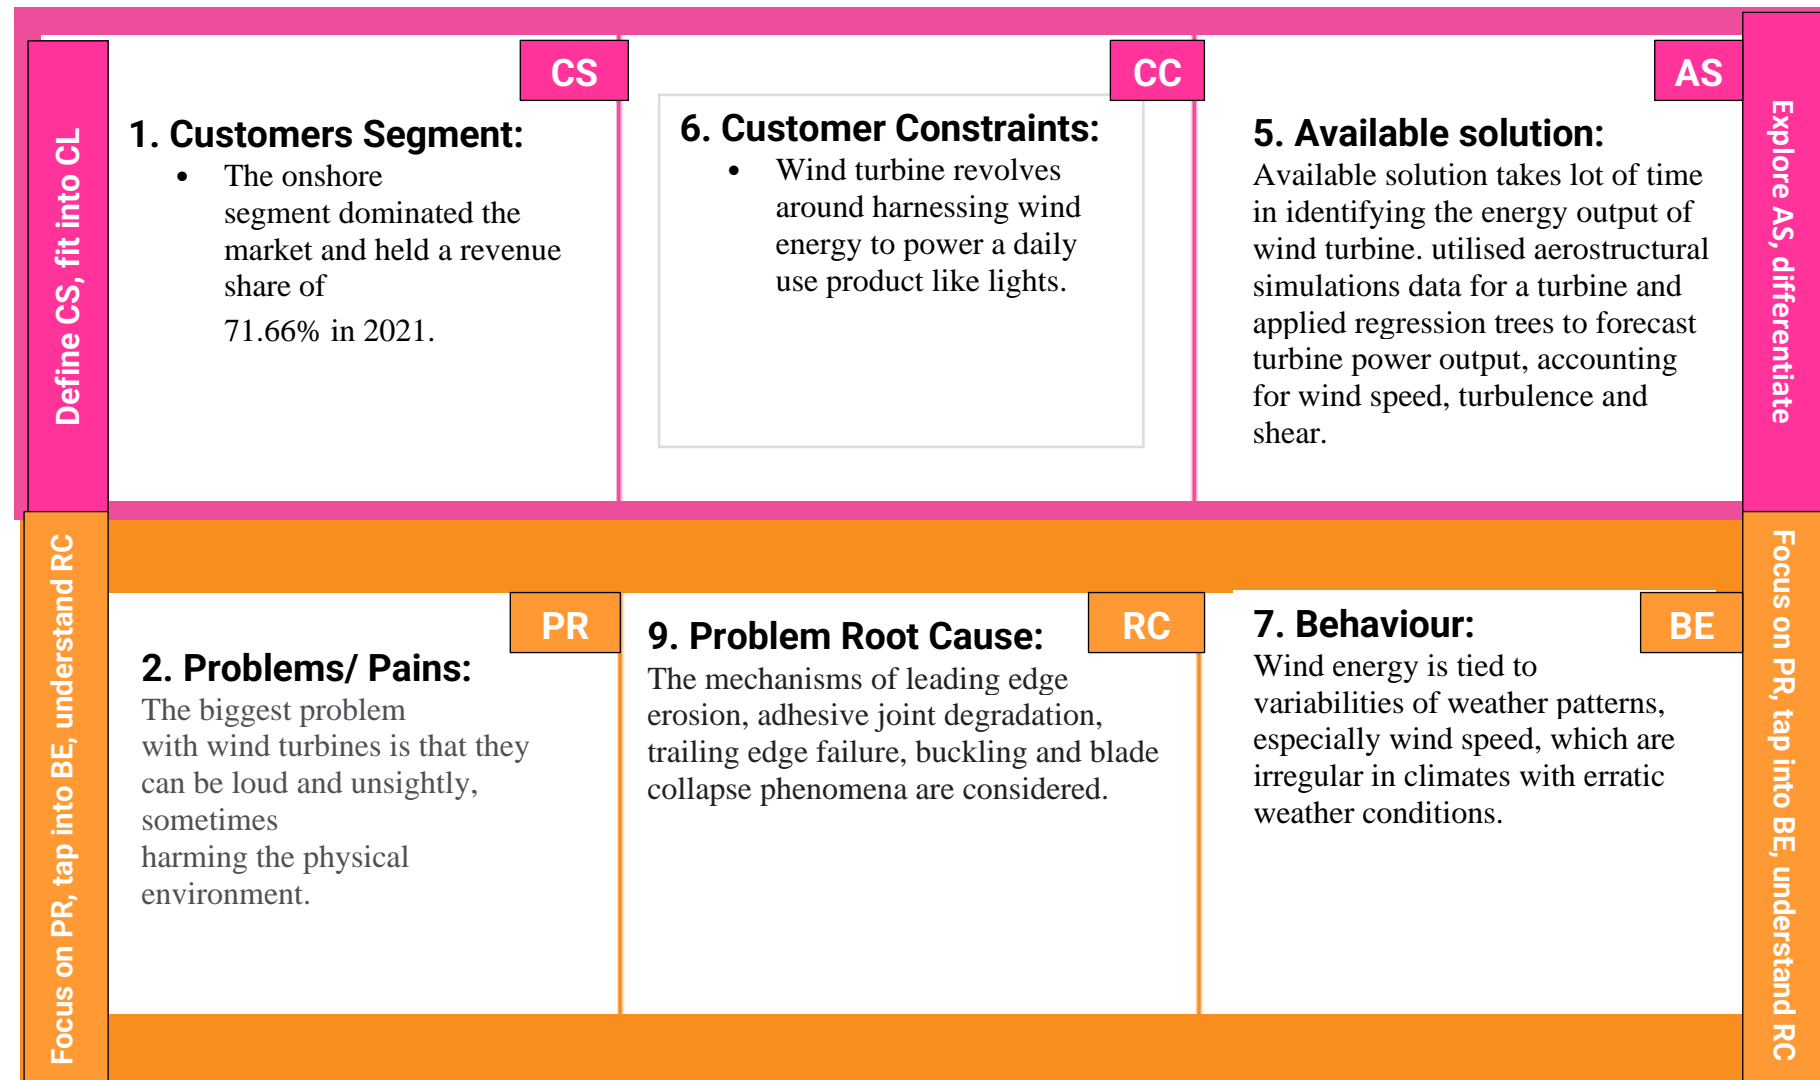 Define CS, fit into CL
CS
1. Customers Segment:
• The onshore
segment dominated the
market and held a revenue
share of
71.66% in 2021.
CC
6. Customer Constraints:
• Wind turbine revolves
around harnessing wind
energy to power a daily
use product like lights.
AS
5. Available solution:
Available solution takes lot of time
in identifying the energy output of
wind turbine. utilised aerostructural
simulations data for a turbine and
applied regression trees to forecast
turbine power output, accounting
for wind speed, turbulence and
shear.
Explore AS, differentiate
Focus on PR, tap into BE, understand RC
PR
2. Problems/ Pains:
The biggest problem
with wind turbines is that they
can be loud and unsightly,
sometimes
harming the physical
environment.
RC
9. Problem Root Cause:
The mechanisms of leading edge
erosion, adhesive joint degradation,
trailing edge failure, buckling and blade
collapse phenomena are considered.
BE
7. Behaviour:
Wind energy is tied to
variabilities of weather patterns,
especially wind speed, which are
irregular in climates with erratic
weather conditions.
Focus on PR, tap into BE, understand RC